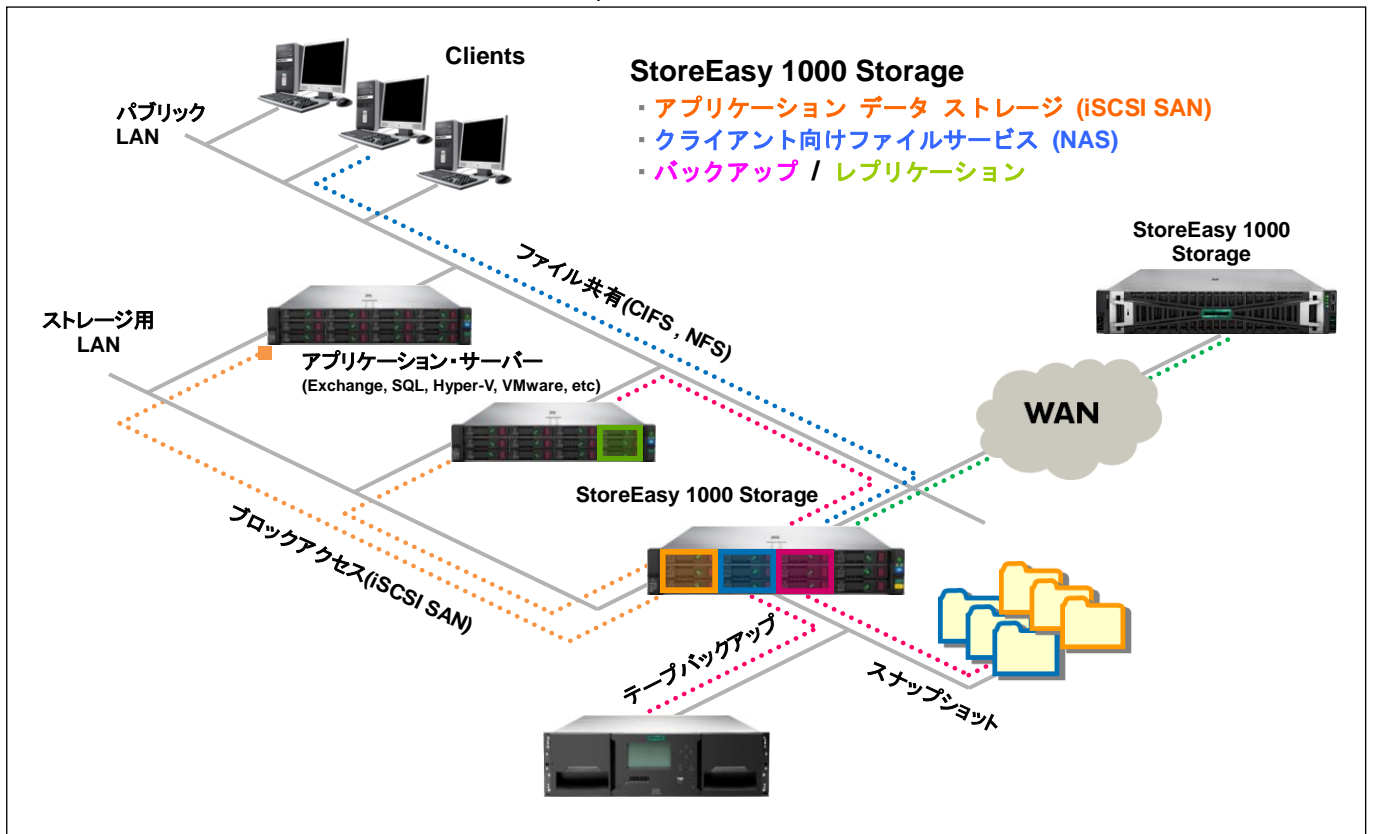 Clients
パブリック
LAN
StoreEasy 1000 Storage
▪ アプリケーション データ ストレージ (iSCSI SAN)
▪ クライアント向けファイルサービス (NAS)
▪ バックアップ / レプリケーション
StoreEasy 1000
Storage
ファイル共有(CIFS , NFS)
ストレージ用
LAN
アプリケーション・サーバー
(Exchange, SQL, Hyper-V, VMware, etc)
WAN
StoreEasy 1000 Storage
ブロックアクセス(iSCSI SAN)
テープバックアップ
スナップショット